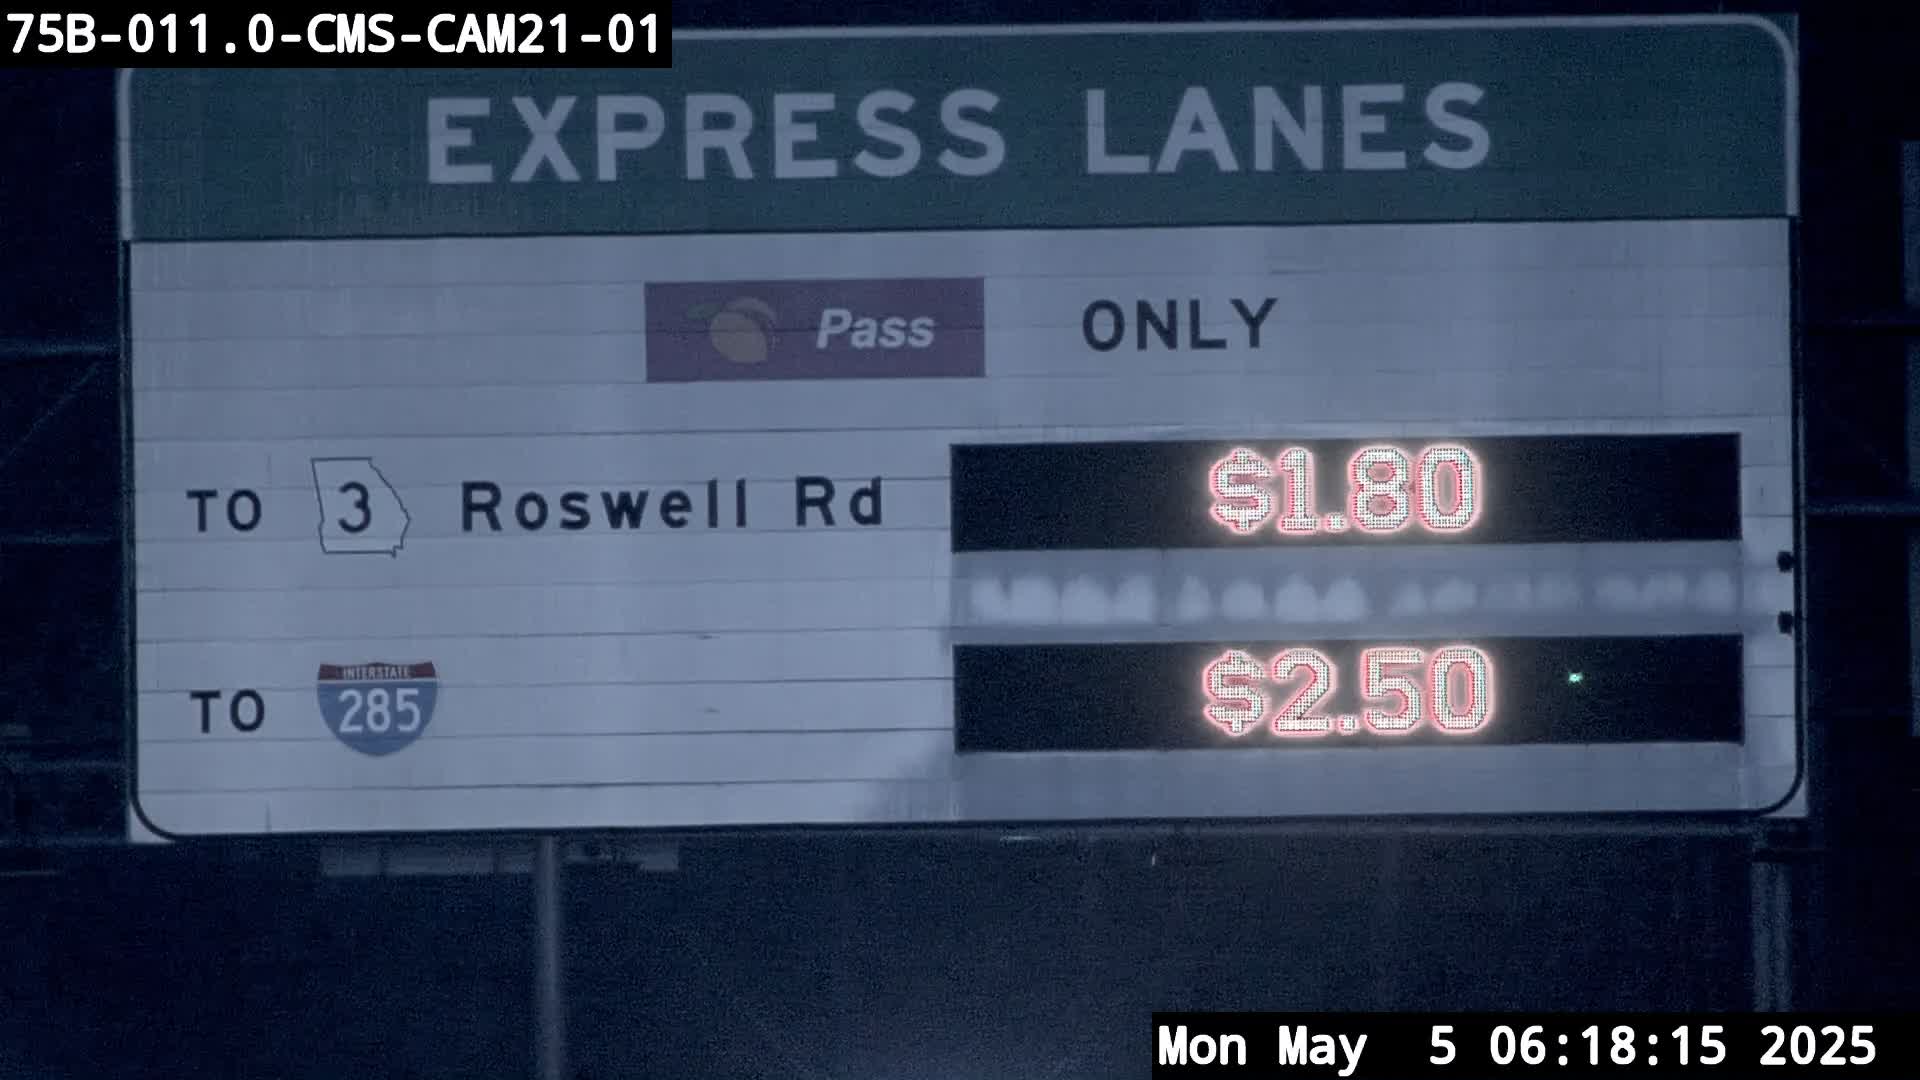 75B-011.0-CMS-CAM21-01
EXPRESS LANES
Pass ONLY
TO 3 Roswell Rd $1.80
INTERSTATE
TO 285 $2.50
Mon May 5 06:18:15 2025